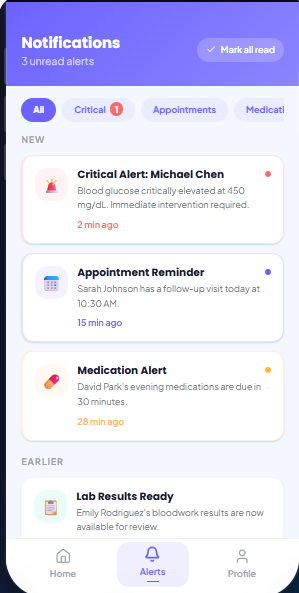 Notifications
3 unread alerts
Mark all read
All
Critical 1
Appointments
Medicati
NEW
Critical Alert: Michael Chen
Blood glucose critically elevated at 450
mg/dL. Immediate intervention required.
2 min ago
Appointment Reminder
Sarah Johnson has a follow-up visit today at
10:30 AM.
15 min ago
Medication Alert
David Park's evening medications are due in
30 minutes.
28 min ago
EARLIER
Lab Results Ready
Emily Rodriguez's bloodwork results are now
available for review.
Home
Alerts
Profile